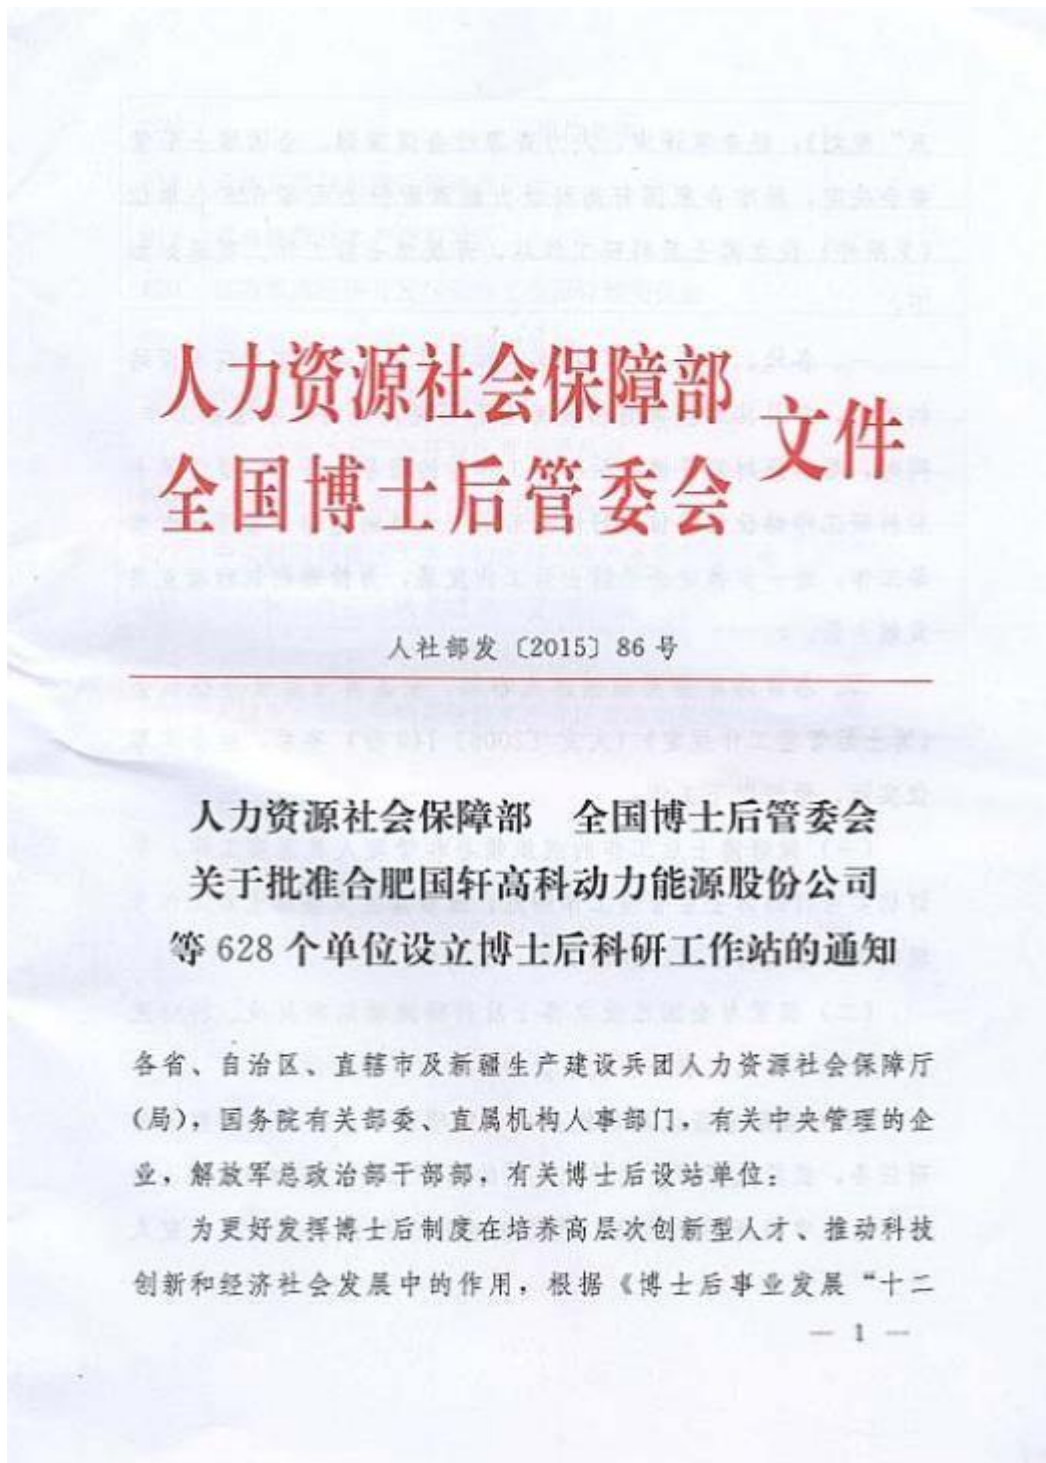 人力资源社会保障部
全国博士后管委会
文件
人社部发〔2015〕86号
人力资源社会保障部 全国博士后管委会
关于批准合肥国轩高科动力能源股份公司
等628个单位设立博士后科研工作站的通知
各省、自治区、直辖市及新疆生产建设兵团人力资源社会保障厅
(局)，国务院有关部委、直属机构人事部门，有关中央管理的企
业，解放军总政治部干部部，有关博士后设站单位：
为更好发挥博士后制度在培养高层次创新型人才、推动科技
创新和经济社会发展中的作用，根据《博士后事业发展“十二
— 1 —